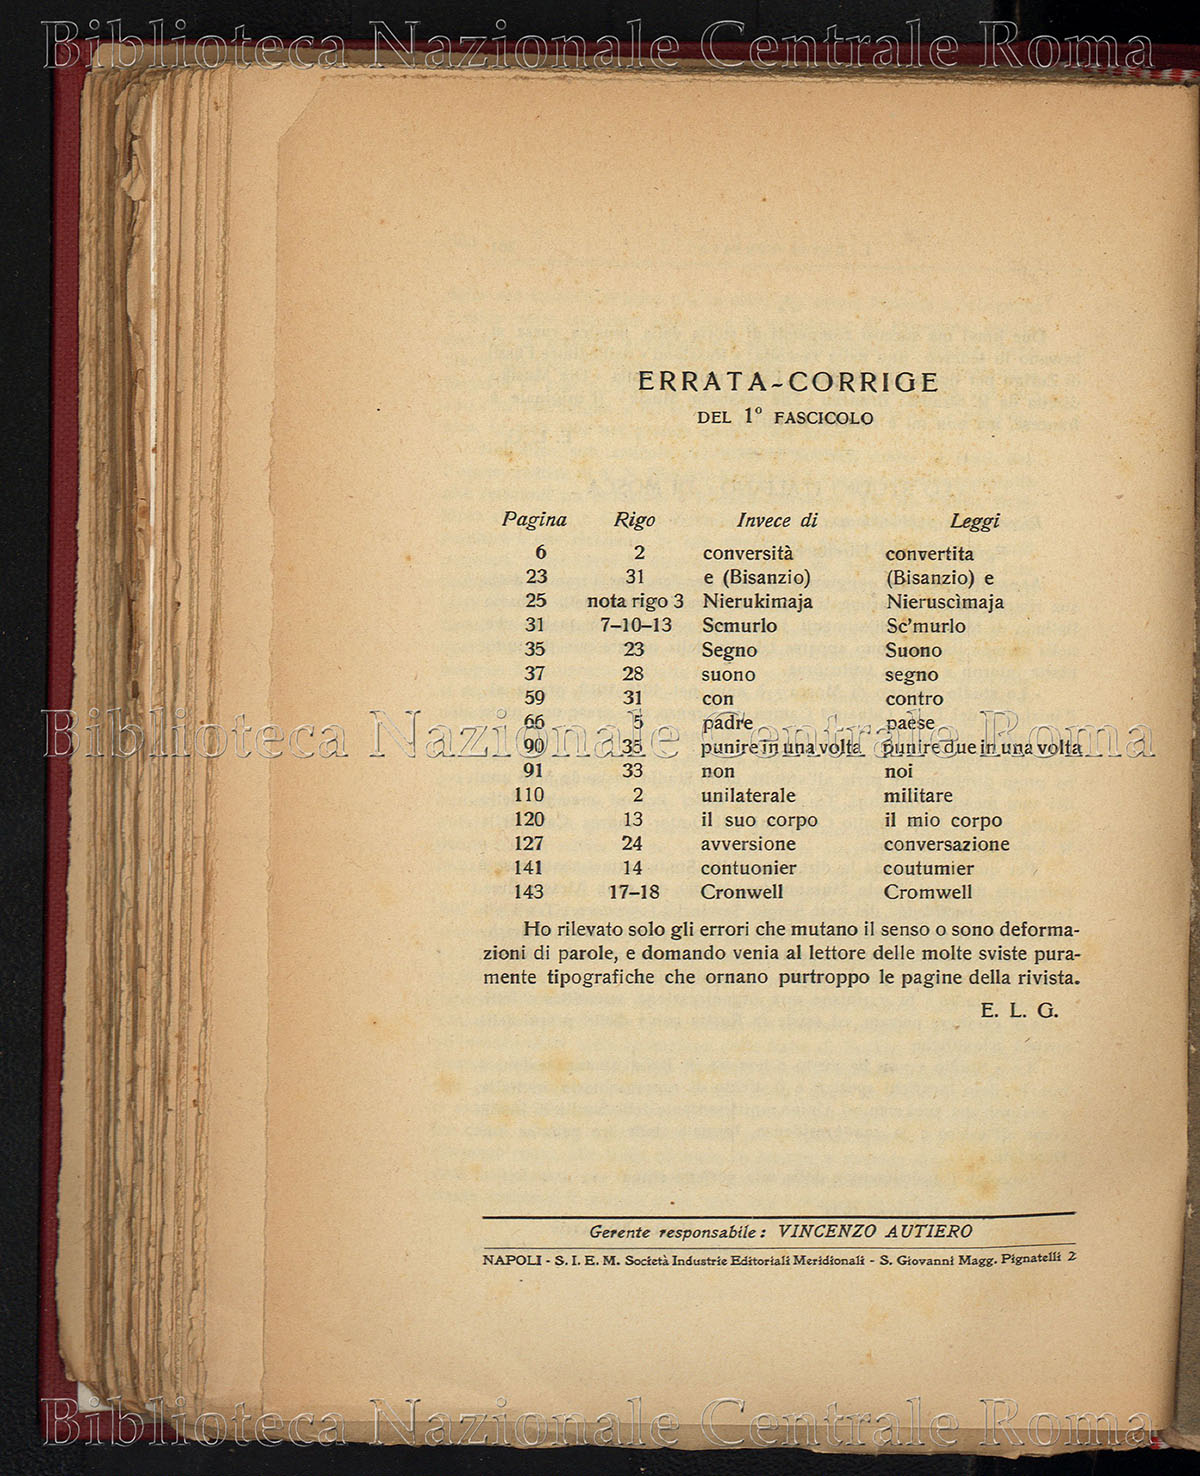 Biblioteca Nazionale Centrale Roma
ERRATA-CORRIGE
DEL 1º FASCICOLO
Pagina Rigo Invece di Leggi
6 2 conversità convertita
23 31 e (Bisanzio) (Bisanzio) e
25 nota rigo 3 Nierukimaja Nieruscìmaja
31 7-10-13 Scmurlo Sc'murlo
35 23 Segno Suono
37 28 suono segno
59 31 con contro
66 5 padre paese
Biblioteca Nazionale Centrale Roma
90 35 punire in una volta punire due in una volta
91 33 non noi
110 2 unilaterale militare
120 13 il suo corpo il mio corpo
127 24 avversione conversazione
141 14 contuonier coutumier
143 17-18 Cronwell Cromwell
Ho rilevato solo gli errori che mutano il senso o sono deforma-
zioni di parole, e domando venia al lettore delle molte sviste pura-
mente tipografiche che ornano purtroppo le pagine della rivista.
E. L. G.
Gerente responsabile: VINCENZO AUTIERO
NAPOLI - S. I. E. M. Società Industrie Editoriali Meridionali - S. Giovanni Magg. Pignatelli 2
Biblioteca Nazionale Centrale Roma